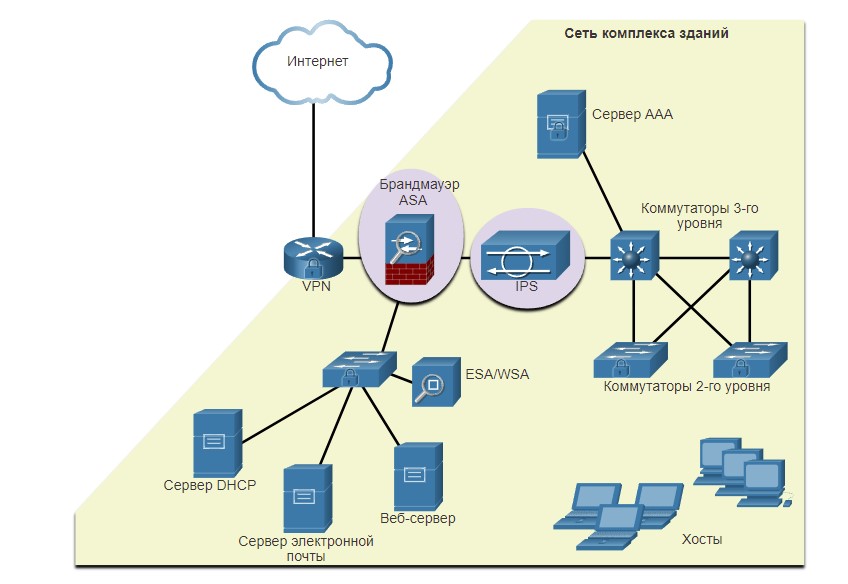 Сеть комплекса зданий
Интернет
Сервер AAA
Брандмауэр
ASA
Коммутаторы 3-го
уровня
VPN
IPS
ESA/WSA
Коммутаторы 2-го уровня
Сервер DHCP
Веб-сервер
Сервер электронной
почты
Хосты